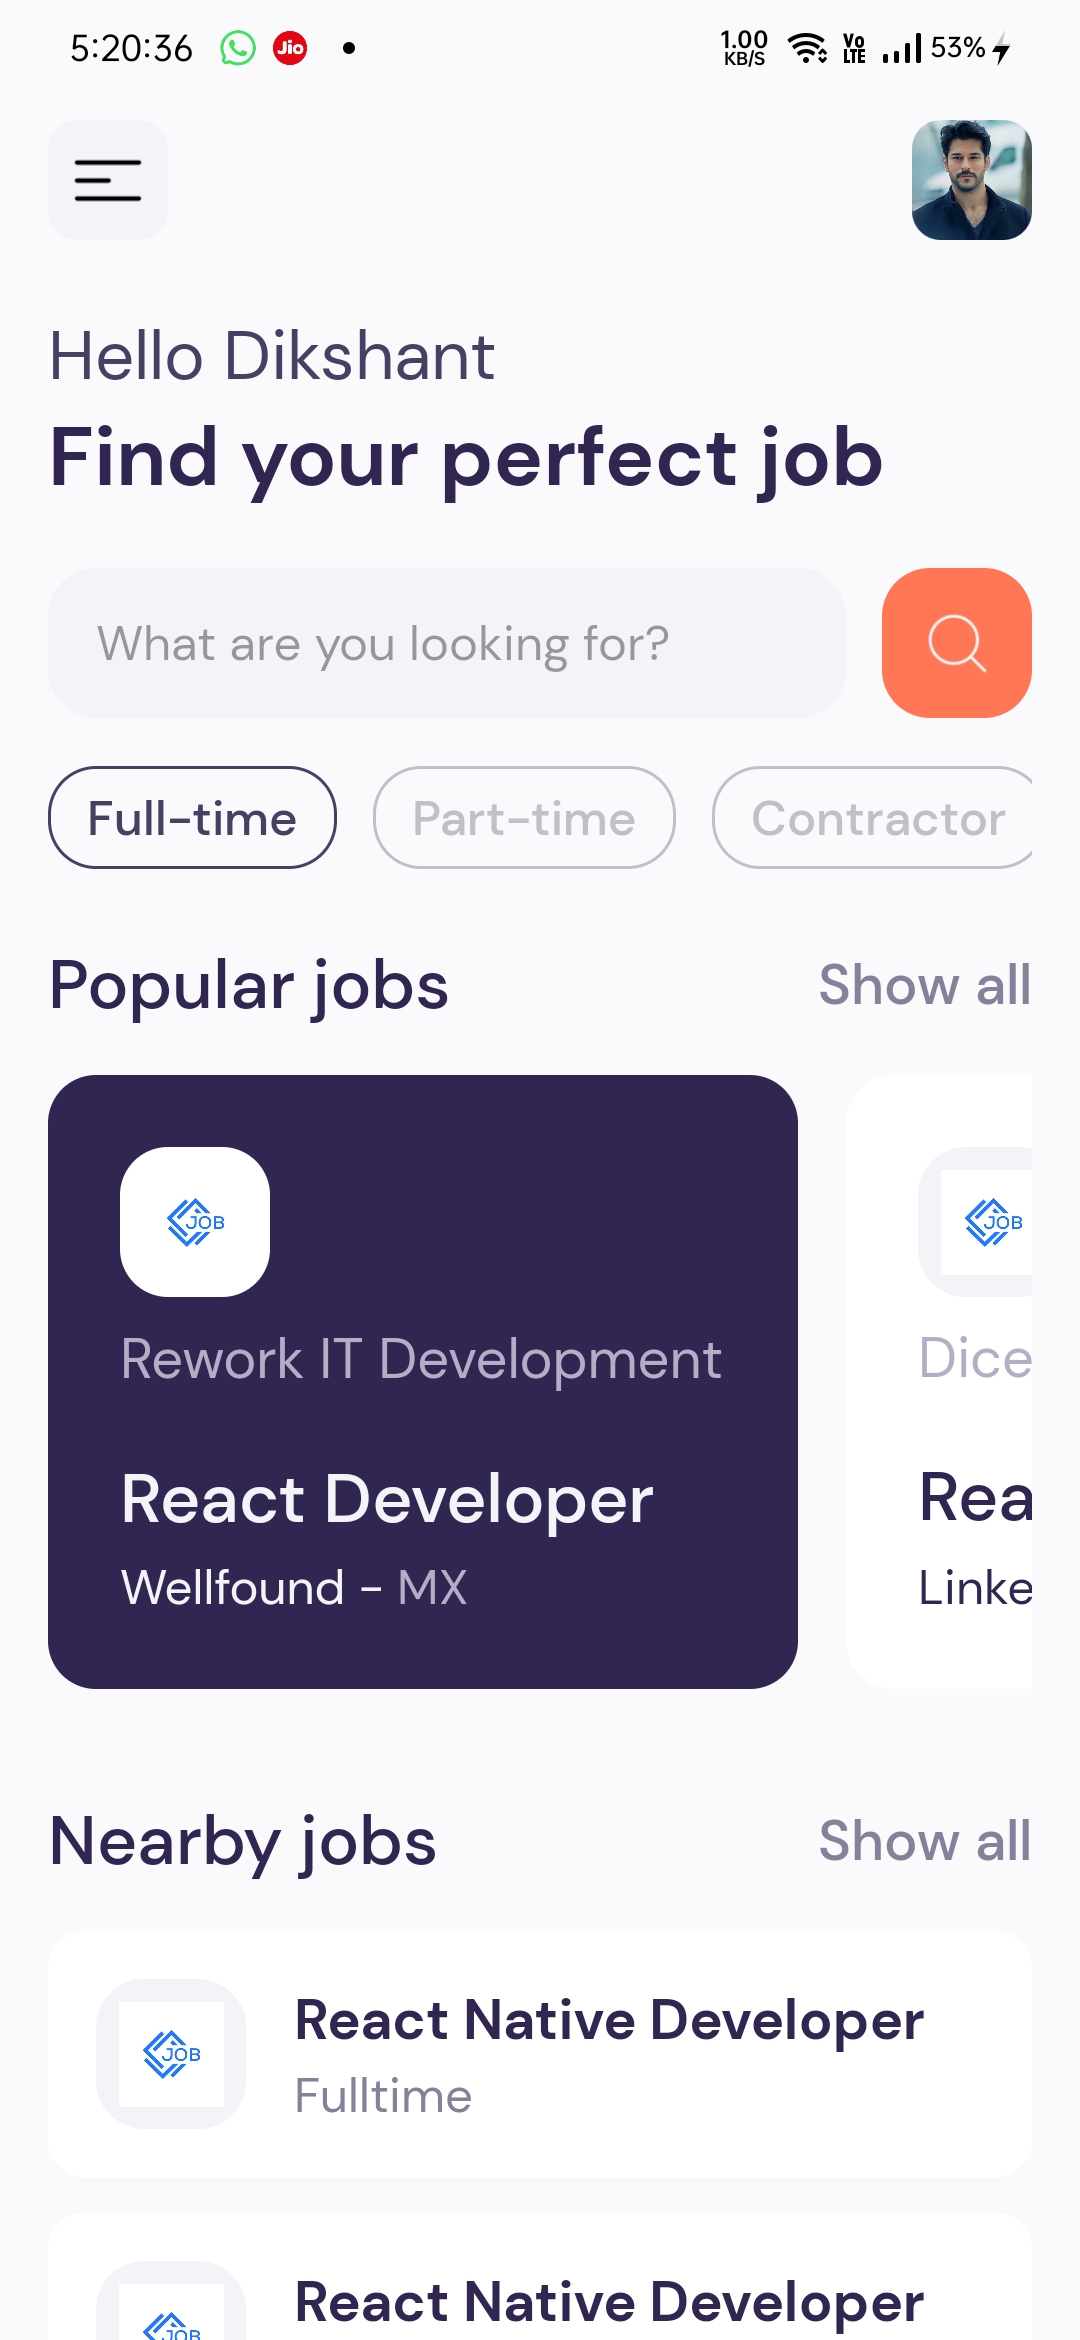 5:20:36 Jio 1.00 KB/S Vo LTE 53%
Hello Dikshant
Find your perfect job
What are you looking for?
Full-time Part-time Contractor
Popular jobs Show all
JOB JOB
Rework IT Development Dice
React Developer Rea
Wellfound - MX Linke
Nearby jobs Show all
JOB
React Native Developer
Fulltime
React Native Developer
JOB